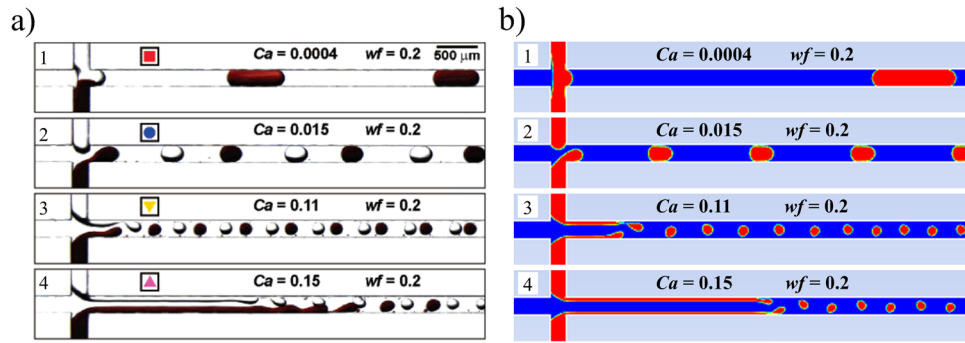 a)
1
Ca = 0.0004 wf = 0.2
500 μm
2
Ca = 0.015 wf = 0.2
3
Ca = 0.11 wf = 0.2
4
Ca = 0.15 wf = 0.2
b)
1
Ca = 0.0004 wf = 0.2
2
Ca = 0.015 wf = 0.2
3
Ca = 0.11 wf = 0.2
4
Ca = 0.15 wf = 0.2